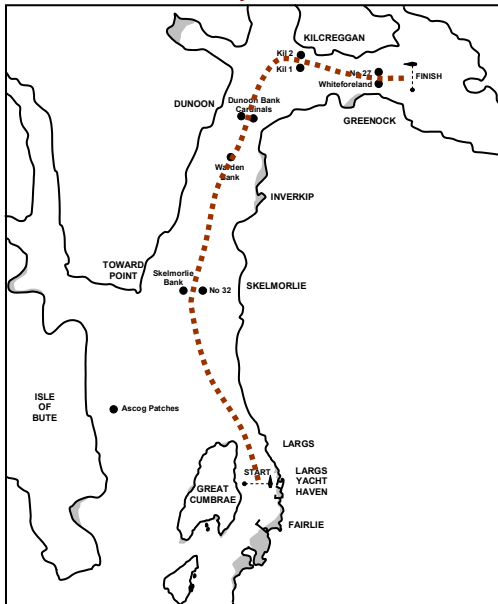 KILCREGGAN
Kil 2
Kil 1
No 27
Whiteforeland
FINISH
DUNOON
Dunoon Bank
Cardinals
GREENOCK
Warden
Bank
INVERKIP
TOWARD
POINT
Skelmorlie
Bank
No 32
SKELMORLIE
ISLE
OF
BUTE
Ascog Patches
LARGS
START
LARGS
YACHT
HAVEN
GREAT
CUMBRAE
FAIRLIE